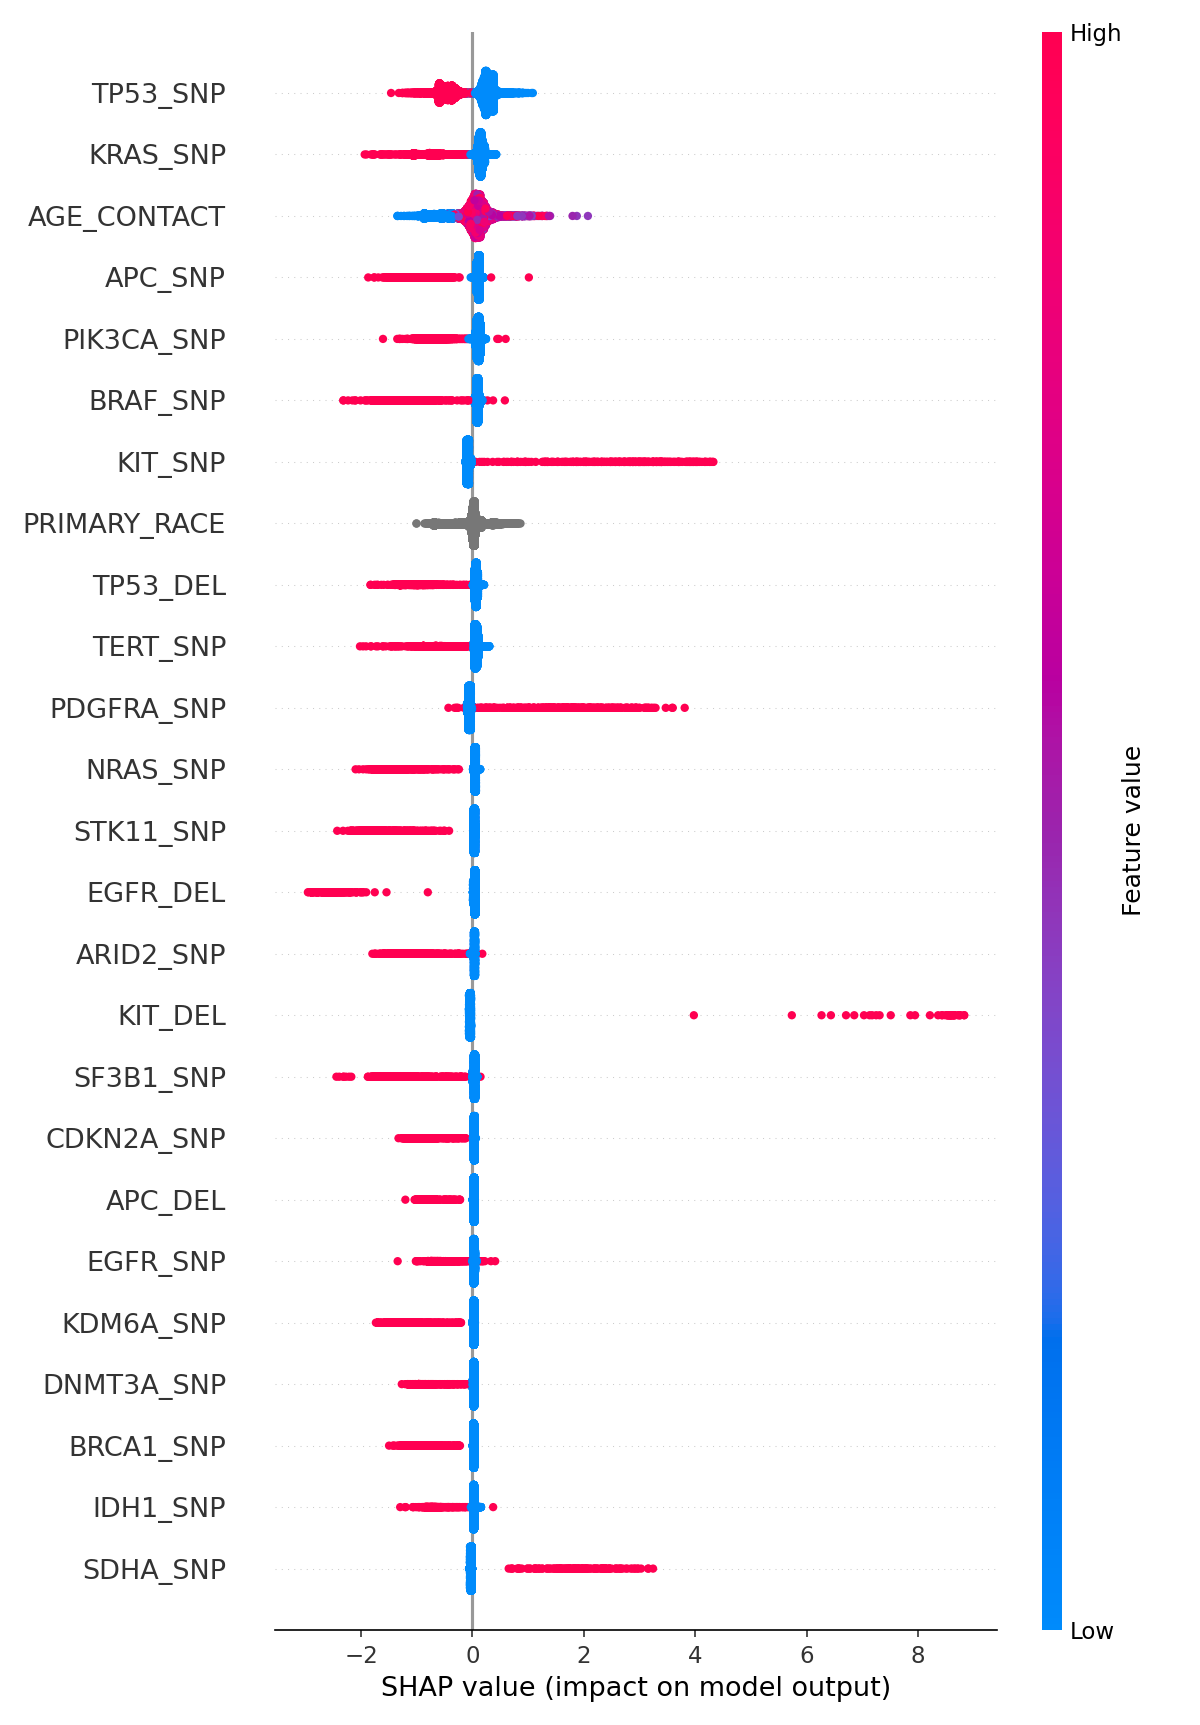 High
TP53_SNP
KRAS_SNP
AGE_CONTACT
APC_SNP
PIK3CA_SNP
BRAF_SNP
KIT_SNP
PRIMARY_RACE
TP53_DEL
TERT_SNP
PDGFRA_SNP
NRAS_SNP
STK11_SNP
EGFR_DEL
ARID2_SNP
KIT_DEL
SF3B1_SNP
CDKN2A_SNP
APC_DEL
EGFR_SNP
KDM6A_SNP
DNMT3A_SNP
BRCA1_SNP
IDH1_SNP
SDHA_SNP
Feature value
Low
−2 0 2 4 6 8
SHAP value (impact on model output)